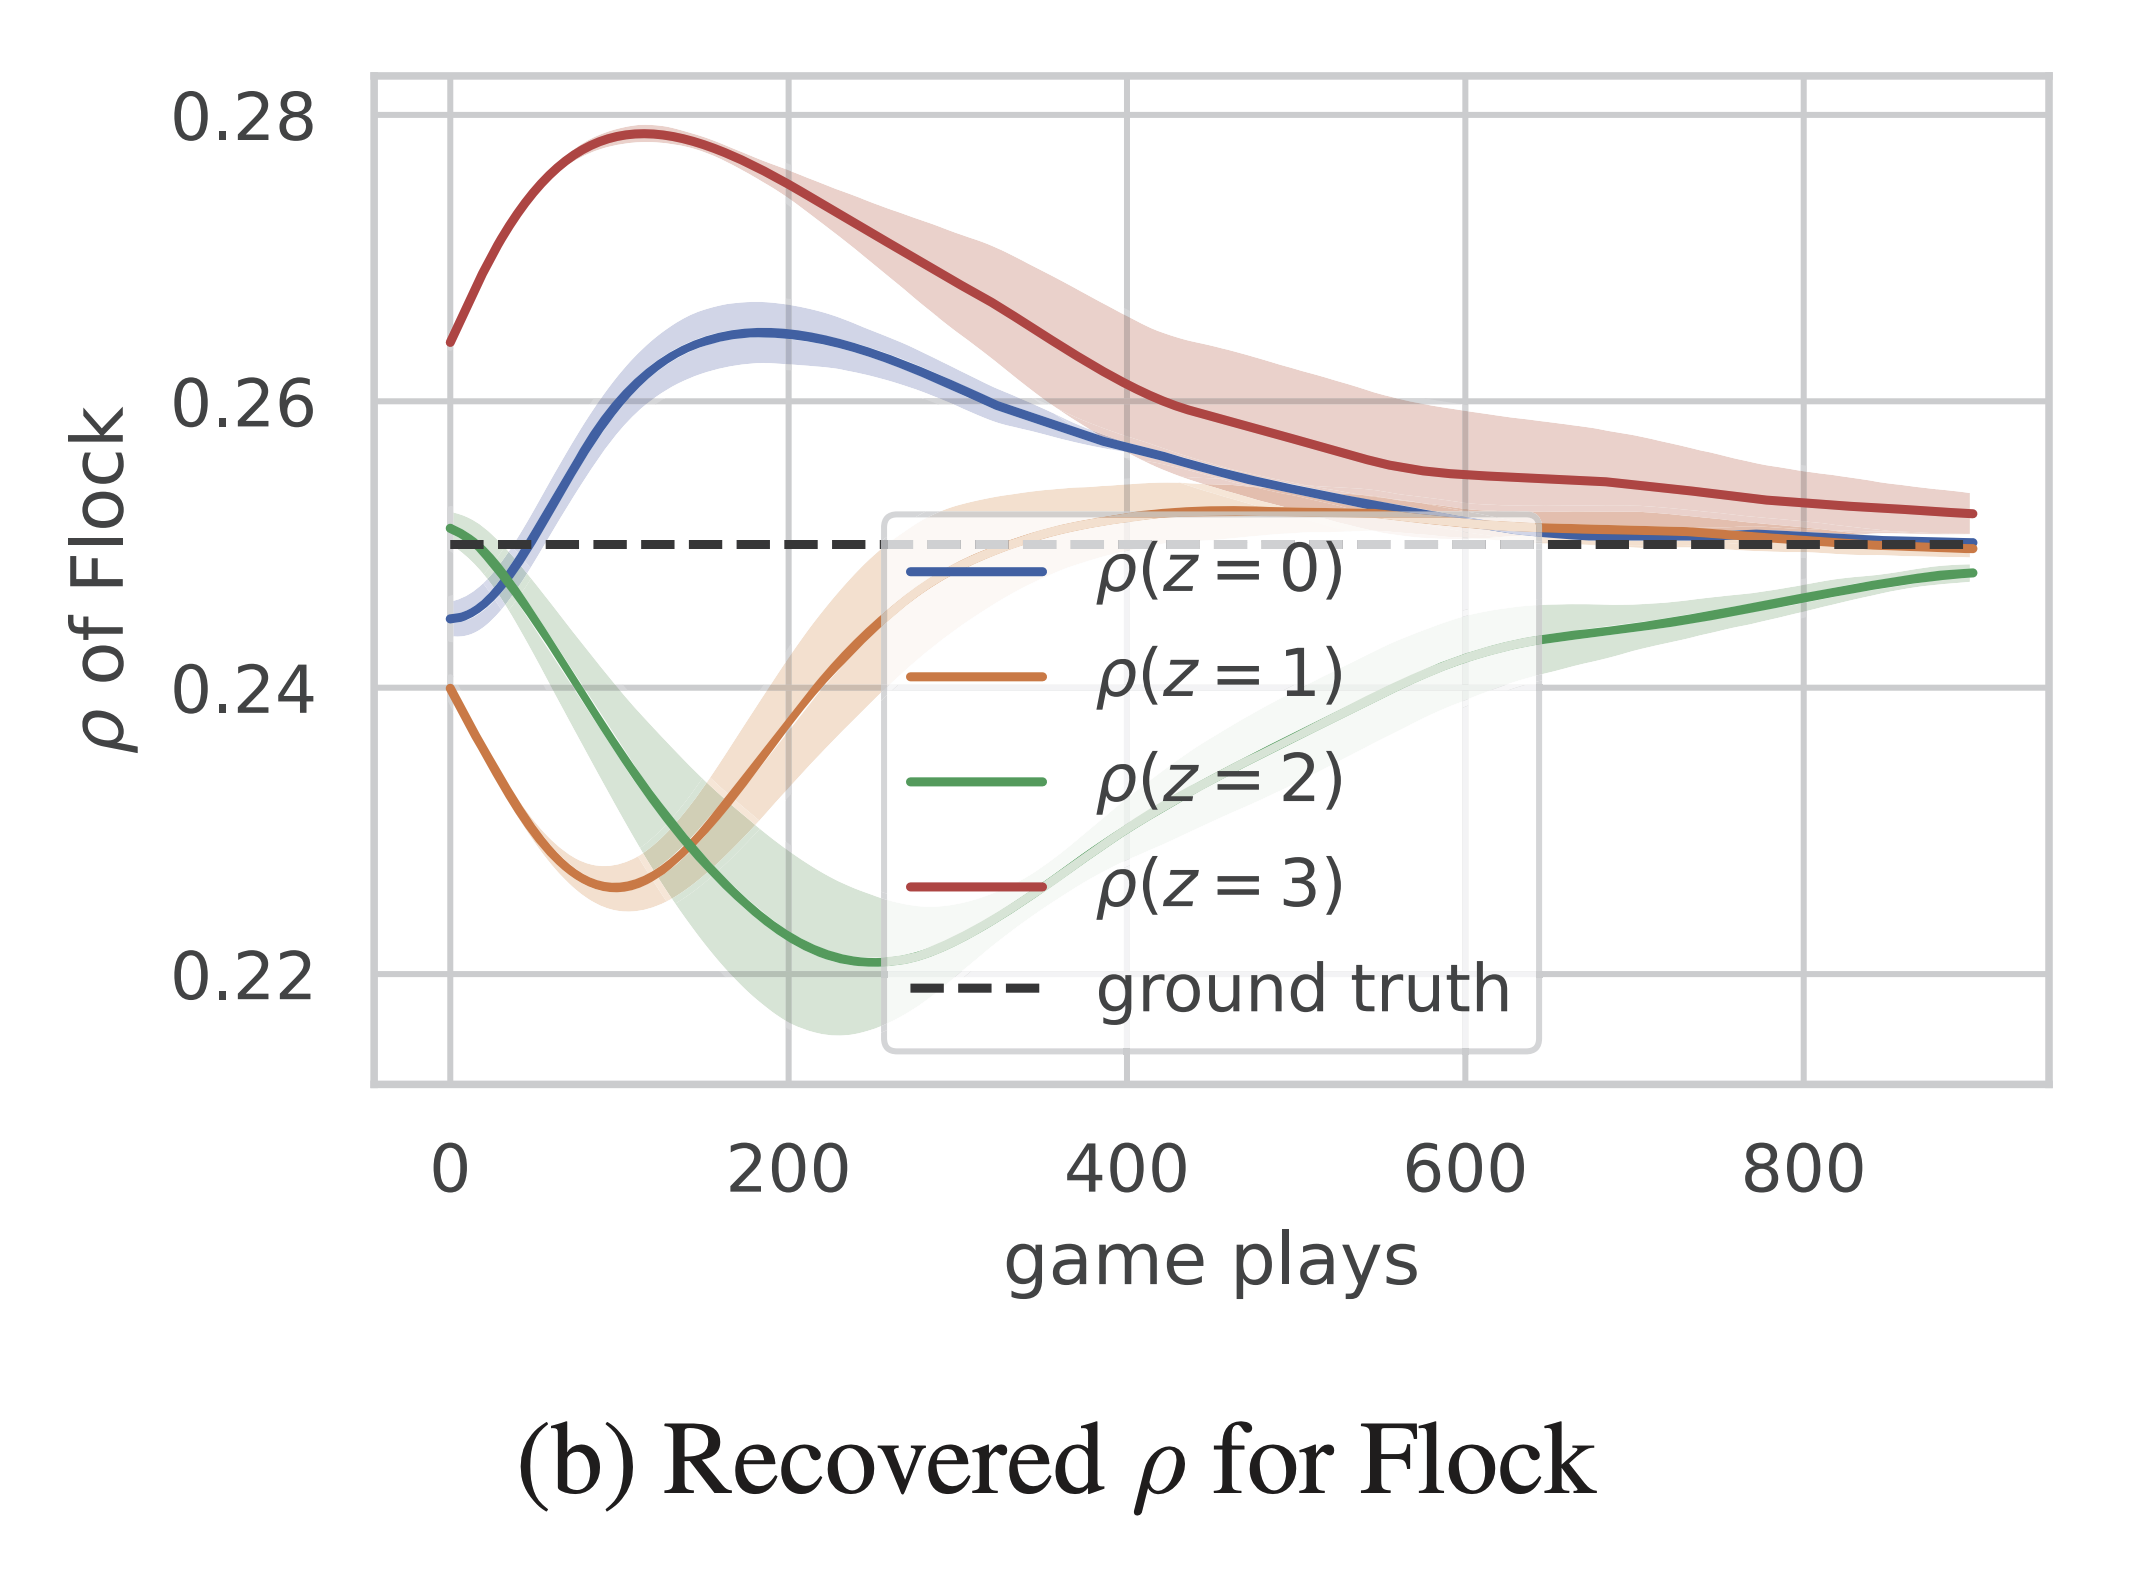 0.28
0.26
0.24
0.22
ρ of Flock
ρ(z = 0)
ρ(z = 1)
ρ(z = 2)
ρ(z = 3)
ground truth
0 200 400 600 800
game plays
(b) Recovered ρ for Flock